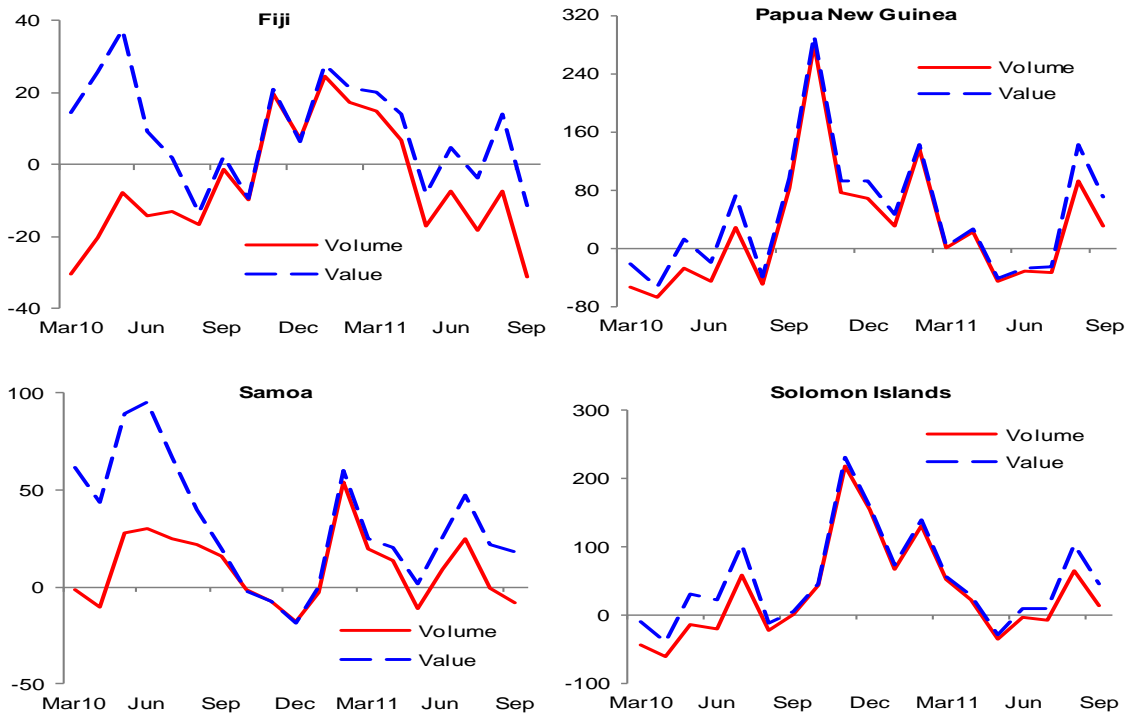 Fiji
40
20
0
-20
-40
Volume
Value
Mar10 Jun Sep Dec Mar11 Jun Sep
Papua New Guinea
320
240
160
80
0
-80
Volume
Value
Mar10 Jun Sep Dec Mar11 Jun Sep
Samoa
100
50
0
-50
Volume
Value
Mar10 Jun Sep Dec Mar11 Jun Sep
Solomon Islands
300
200
100
0
-100
Volume
Value
Mar10 Jun Sep Dec Mar11 Jun Sep